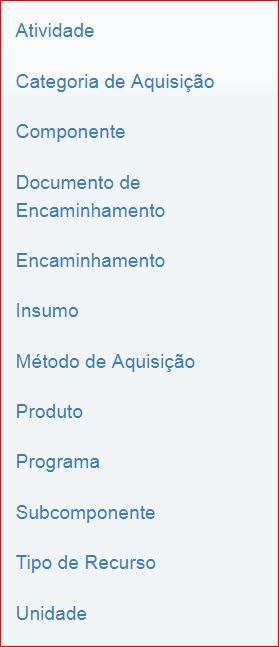 Atividade
Categoria de Aquisição
Componente
Documento de
Encaminhamento
Encaminhamento
Insumo
Método de Aquisição
Produto
Programa
Subcomponente
Tipo de Recurso
Unidade